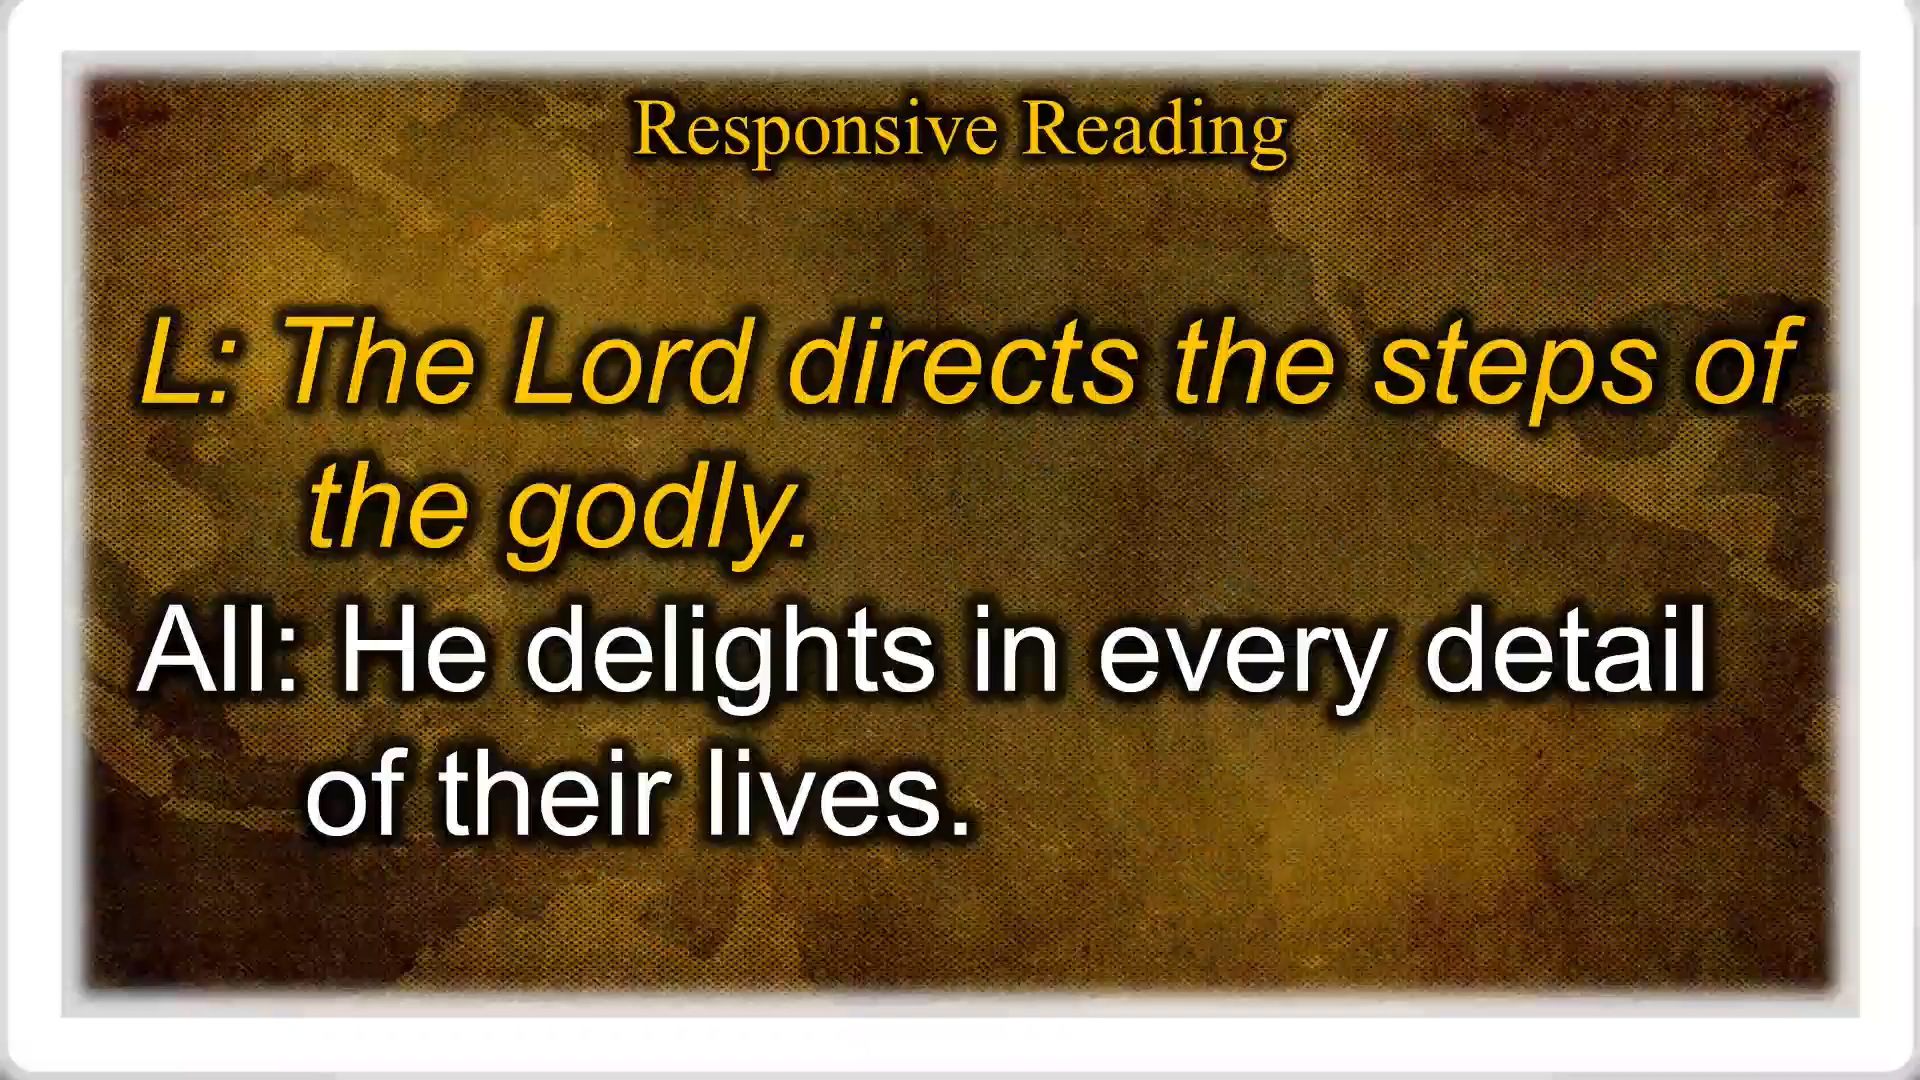 Responsive Reading
L: The Lord directs the steps of
the godly.
All: He delights in every detail
of their lives.